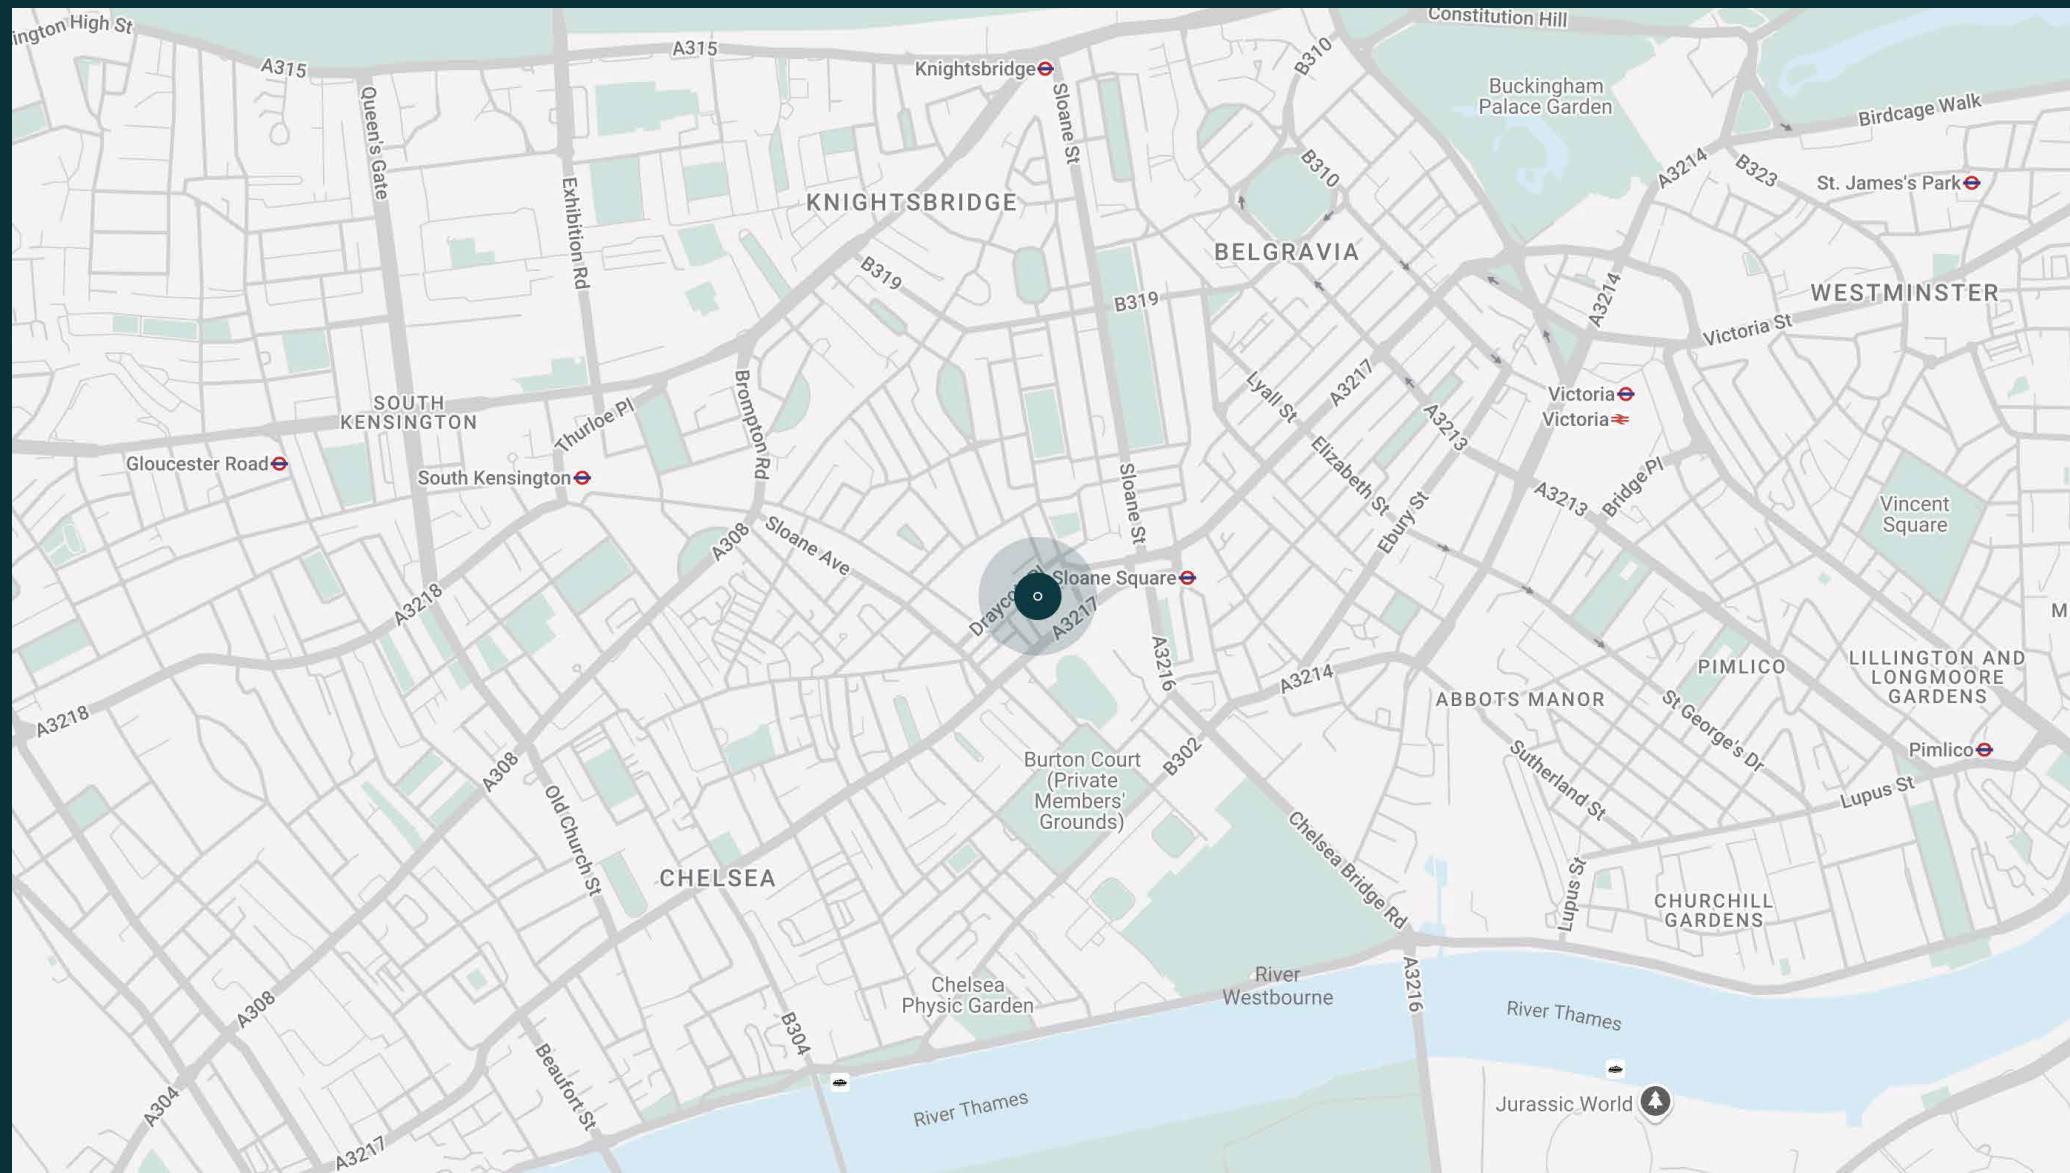 ington High St
A315
A315
Constitution Hill
Knightsbridge
B310
Buckingham
Palace Garden
Birdcage Walk
Queen's Gate
Sloane St
B310
A3214
B323
St. James's Park
Exhibition Rd
KNIGHTSBRIDGE
BELGRAVIA
B319
B319
A3214
WESTMINSTER
Victoria St
SOUTH
KENSINGTON
Thurloe Pl
Brompton Rd
Lyall St
A3217
A3213
Victoria
Victoria
Gloucester Road
South Kensington
Sloane St
Elizabeth St
Ebury St
A3213
Bridge Pl
Vincent
Square
A308
Sloane Ave
Sloane Square
A3218
A3217
A3216
A3214
PIMLICO
LILLINGTON AND
LONGMOORE
GARDENS
ABBOTS MANOR
St George's Dr
A3218
A308
Burton Court
(Private
Members'
Grounds)
B302
Pimlico
Sutherland St
Lupus St
Old Church St
Chelsea Bridge Rd
CHELSEA
Lupus St
CHURCHILL
GARDENS
Chelsea
Physic Garden
River
Westbourne
A3216
River Thames
A308
B304
Beaufort St
River Thames
Jurassic World
A304
A3217